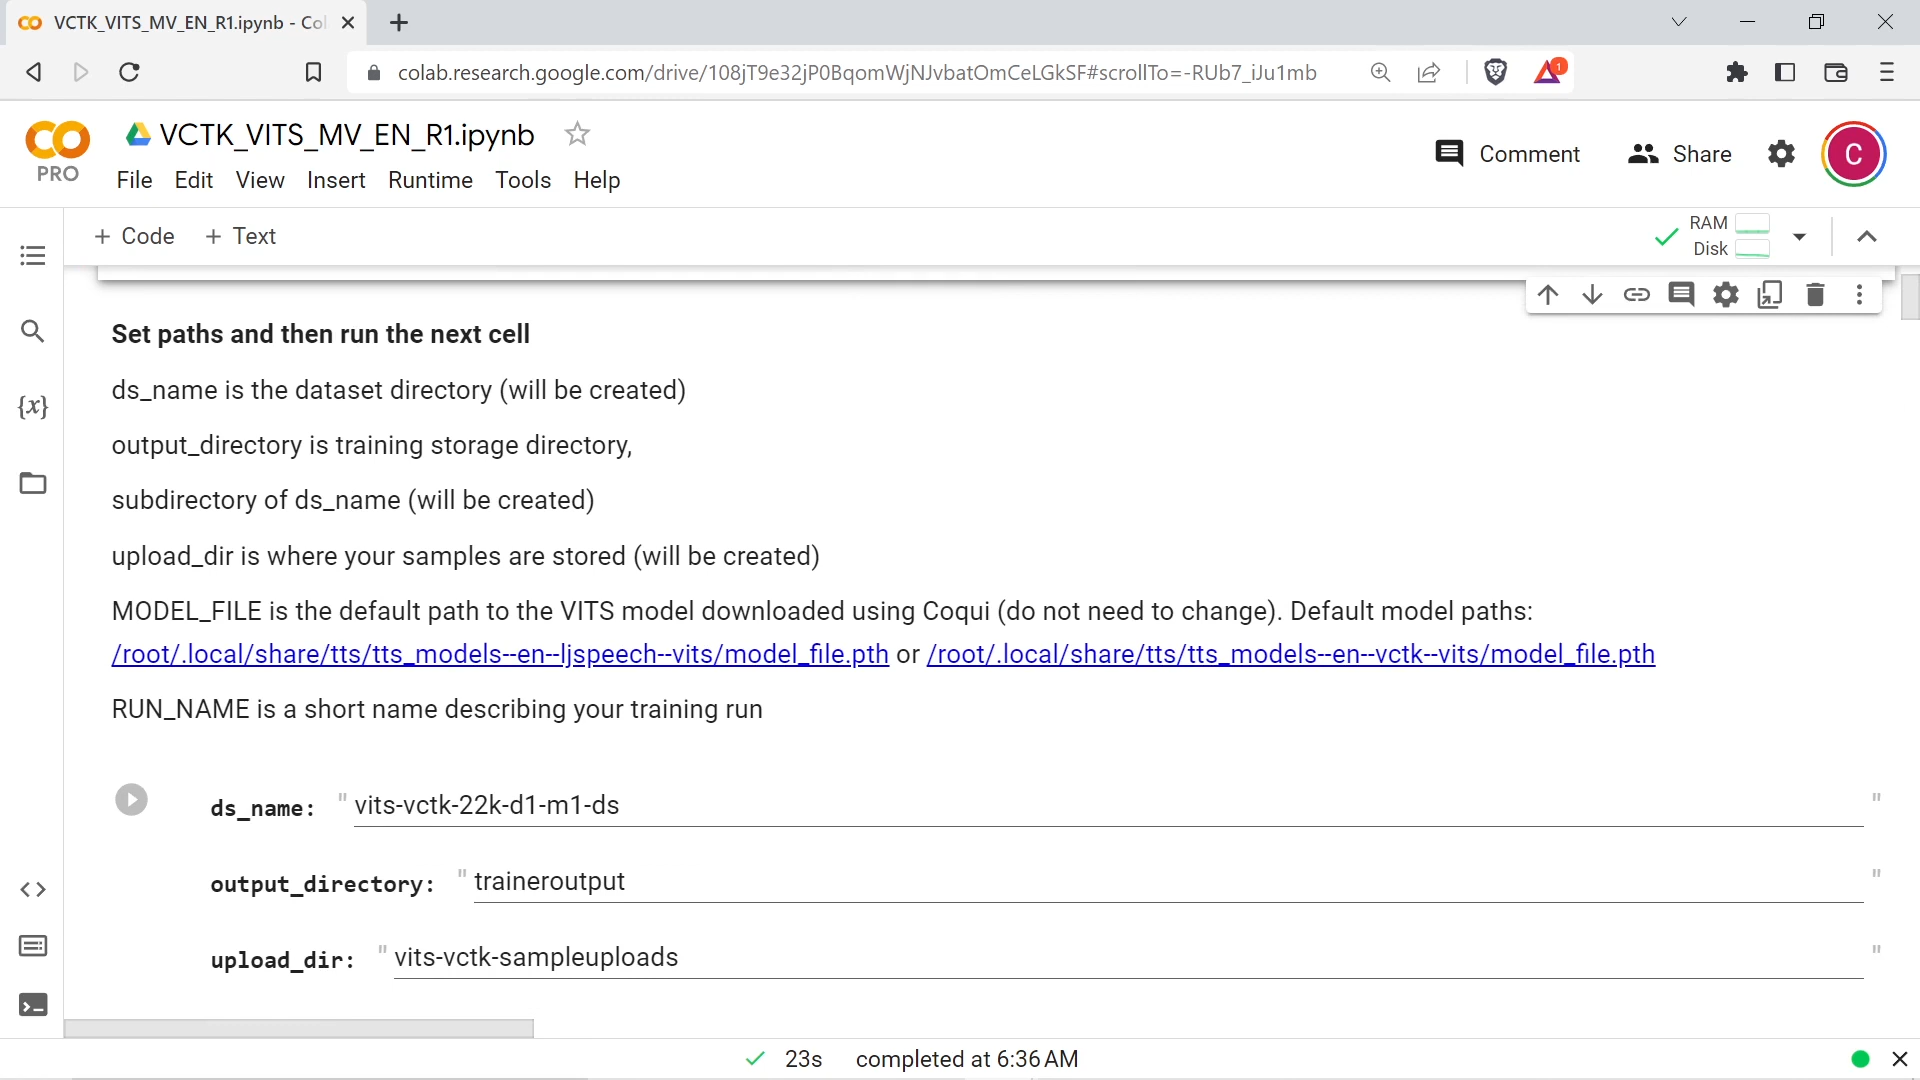 VCTK_VITS_MV_EN_R1.ipynb - Col
colab.research.google.com/drive/108jT9e32jP0BqomWjNJvbatOmCeLGkSF#scrollTo=-RUb7_iJu1mb
1
PRO
VCTK_VITS_MV_EN_R1.ipynb
File Edit View Insert Runtime Tools Help
Comment
Share
C
+ Code + Text
RAM
Disk
{x}
Set paths and then run the next cell
ds_name is the dataset directory (will be created)
output_directory is training storage directory,
subdirectory of ds_name (will be created)
upload_dir is where your samples are stored (will be created)
MODEL_FILE is the default path to the VITS model downloaded using Coqui (do not need to change). Default model paths:
/root/.local/share/tts/tts_models--en--ljspeech--vits/model_file.pth or /root/.local/share/tts/tts_models--en--vctk--vits/model_file.pth
RUN_NAME is a short name describing your training run
ds_name: " vits-vctk-22k-d1-m1-ds "
output_directory: " traineroutput "
upload_dir: " vits-vctk-sampleuploads "
23s completed at 6:36 AM